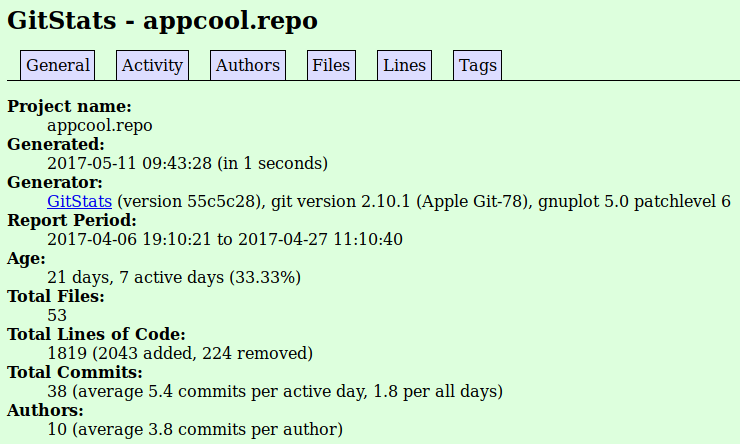 GitStats - appcool.repo
General Activity Authors Files Lines Tags
Project name:
appcool.repo
Generated:
2017-05-11 09:43:28 (in 1 seconds)
Generator:
GitStats (version 55c5c28), git version 2.10.1 (Apple Git-78), gnuplot 5.0 patchlevel 6
Report Period:
2017-04-06 19:10:21 to 2017-04-27 11:10:40
Age:
21 days, 7 active days (33.33%)
Total Files:
53
Total Lines of Code:
1819 (2043 added, 224 removed)
Total Commits:
38 (average 5.4 commits per active day, 1.8 per all days)
Authors:
10 (average 3.8 commits per author)